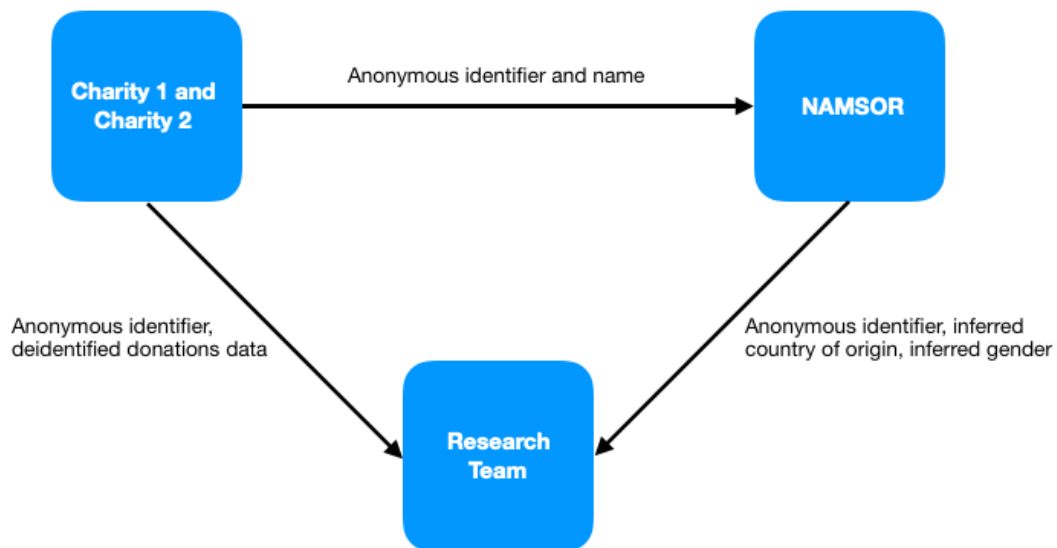 Charity 1 and
Charity 2
Anonymous identifier and name
NAMSOR
Anonymous identifier,
deidentified donations data
Anonymous identifier, inferred
country of origin, inferred gender
Research
Team